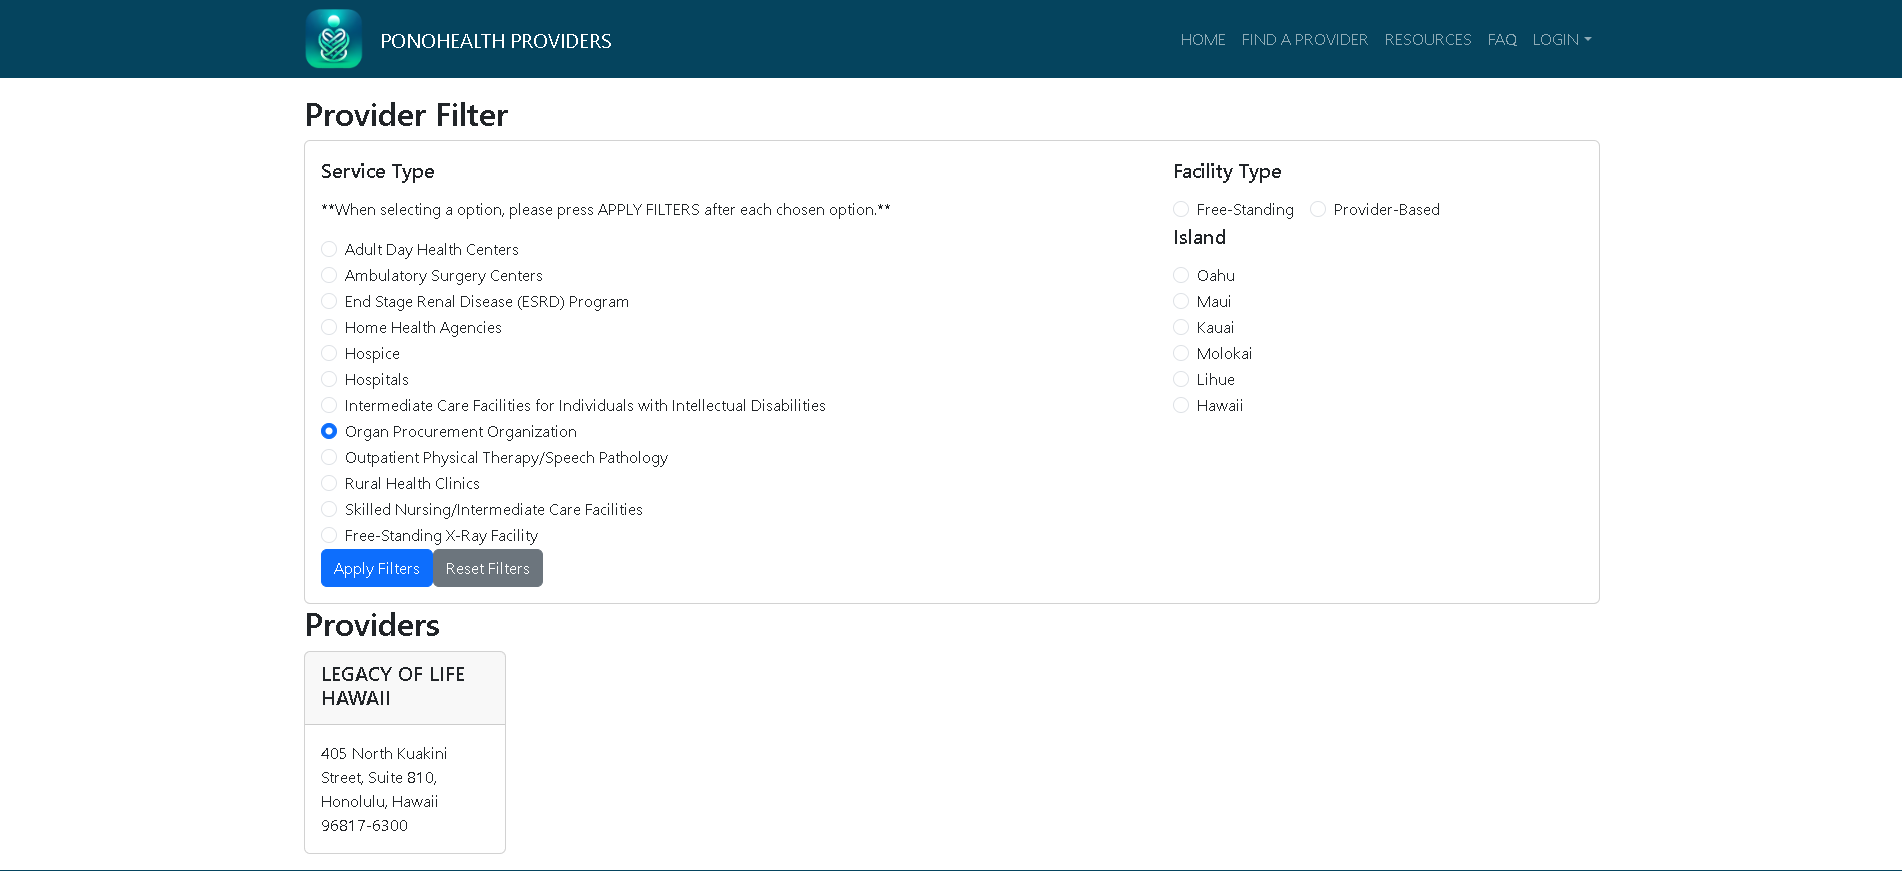 PONOHEALTH PROVIDERS
HOME FIND A PROVIDER RESOURCES FAQ LOGIN
Provider Filter
Service Type
**When selecting a option, please press APPLY FILTERS after each chosen option.**
Adult Day Health Centers
Ambulatory Surgery Centers
End Stage Renal Disease (ESRD) Program
Home Health Agencies
Hospice
Hospitals
Intermediate Care Facilities for Individuals with Intellectual Disabilities
Organ Procurement Organization
Outpatient Physical Therapy/Speech Pathology
Rural Health Clinics
Skilled Nursing/Intermediate Care Facilities
Free-Standing X-Ray Facility
Apply Filters Reset Filters
Facility Type
Free-Standing Provider-Based
Island
Oahu
Maui
Kauai
Molokai
Lihue
Hawaii
Providers
LEGACY OF LIFE
HAWAII
405 North Kuakini
Street, Suite 810,
Honolulu, Hawaii
96817-6300